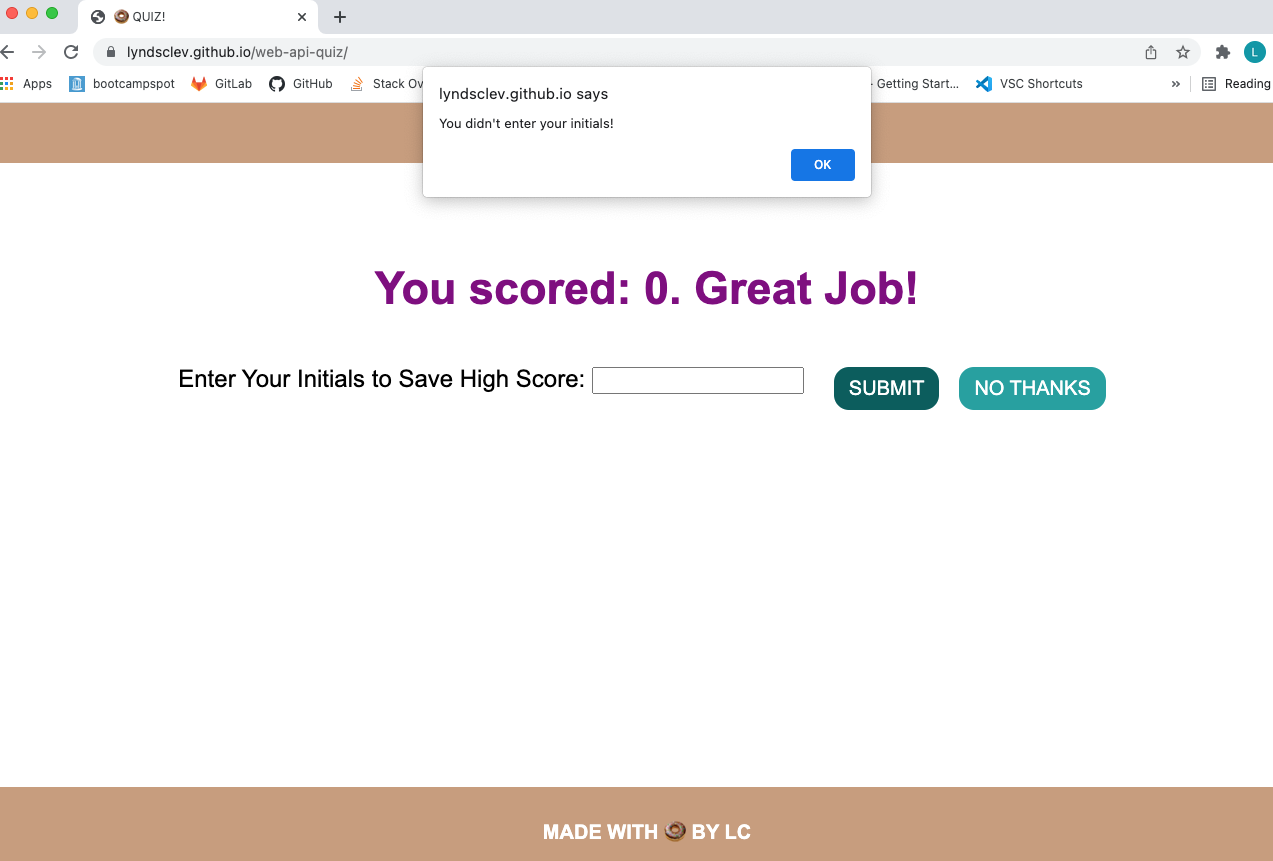 QUIZ!
lyndsclev.github.io/web-api-quiz/
L
Apps bootcampspot GitLab GitHub Stack Ov Getting Start... VSC Shortcuts » Reading
lyndsclev.github.io says
You didn't enter your initials!
OK
You scored: 0. Great Job!
Enter Your Initials to Save High Score: SUBMIT NO THANKS
MADE WITH 🍩 BY LC